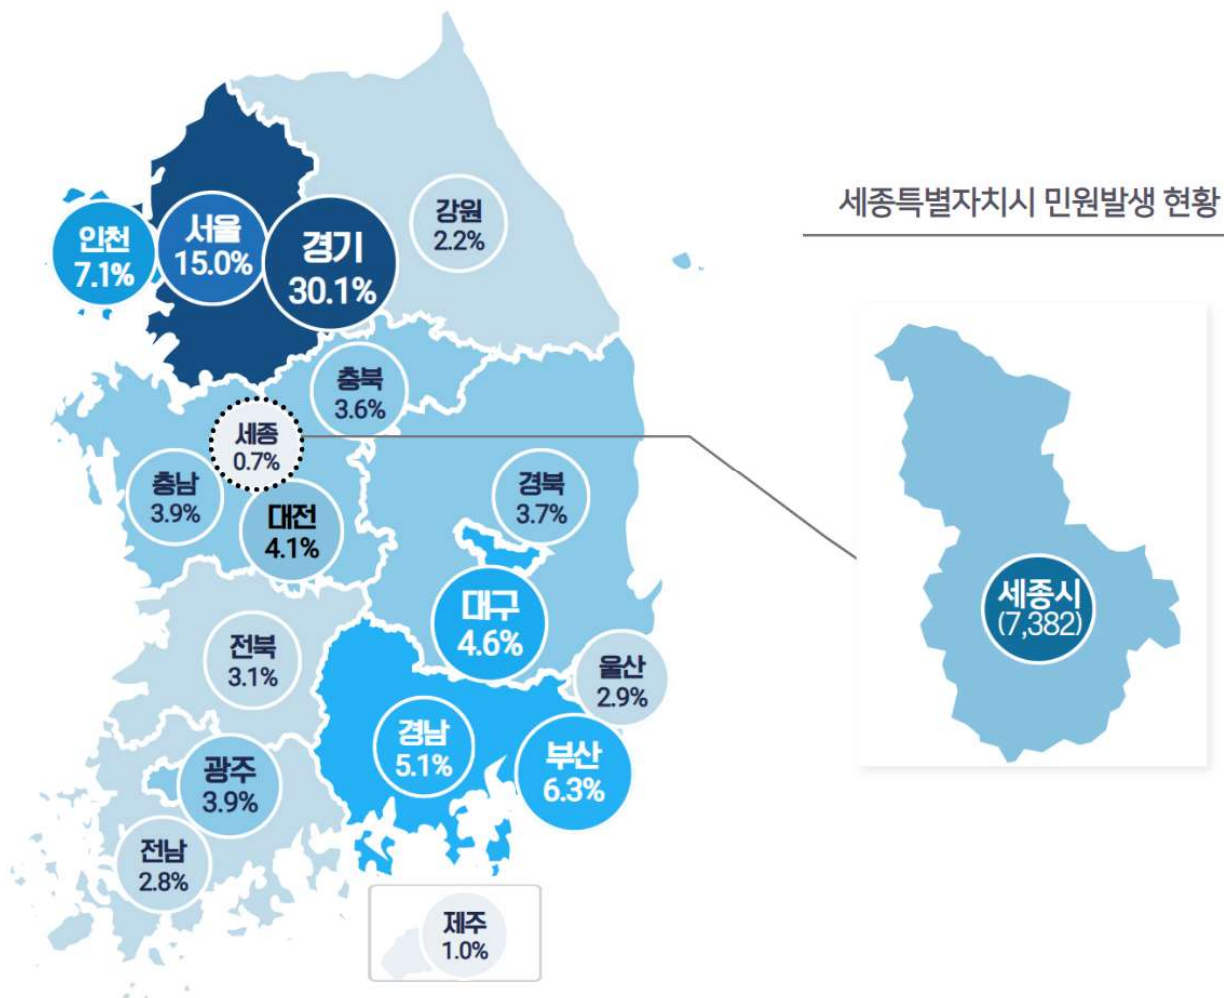 세종특별자치시 민원발생 현황
인천
7.1%
서울
15.0%
경기
30.1%
강원
2.2%
충북
3.6%
세종
0.7%
충남
3.9%
대전
4.1%
경북
3.7%
대구
4.6%
울산
2.9%
전북
3.1%
경남
5.1%
부산
6.3%
광주
3.9%
전남
2.8%
제주
1.0%
세종시
(7,382)